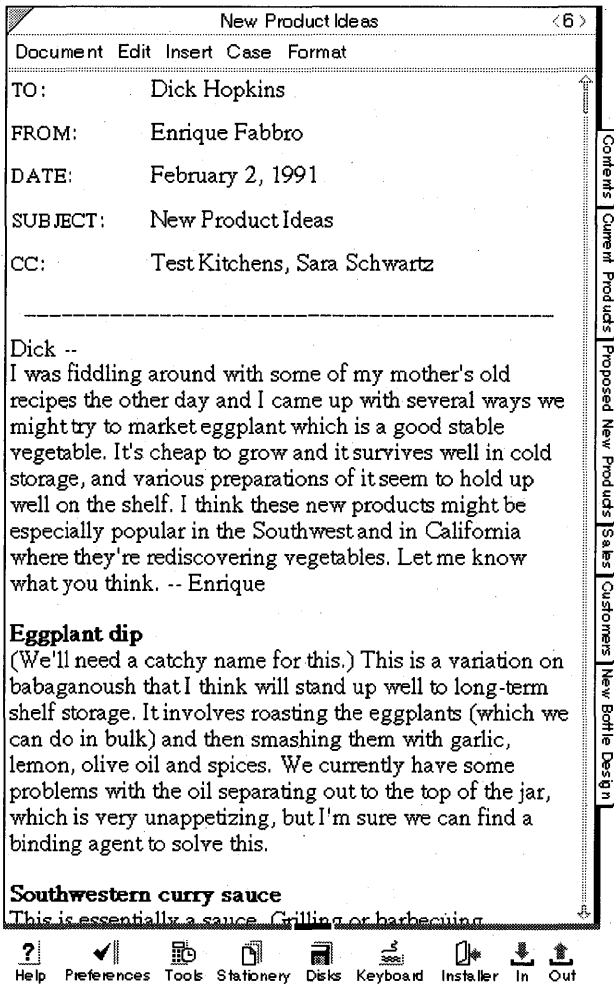 New Product Ideas <6>
Document Edit Insert Case Format
TO: Dick Hopkins
FROM: Enrique Fabbro
DATE: February 2, 1991
SUBJECT: New Product Ideas
CC: Test Kitchens, Sara Schwartz
Dick --
I was fiddling around with some of my mother's old
recipes the other day and I came up with several ways we
might try to market eggplant which is a good stable
vegetable. It's cheap to grow and it survives well in cold
storage, and various preparations of it seem to hold up
well on the shelf. I think these new products might be
especially popular in the Southwest and in California
where they're rediscovering vegetables. Let me know
what you think. -- Enrique
Eggplant dip
(We'll need a catchy name for this.) This is a variation on
babaganoush that I think will stand up well to long-term
shelf storage. It involves roasting the eggplants (which we
can do in bulk) and then smashing them with garlic,
lemon, olive oil and spices. We currently have some
problems with the oil separating out to the top of the jar,
which is very unappetizing, but I'm sure we can find a
binding agent to solve this.
Southwestern curry sauce
This is essentially a sauce. Grilling or barbecuing
Contents
Current Products
Proposed New Products
Sales
Customers
New Bottle Design
? Help Preferences Tools Stationery Disks Keyboard Installer In Out